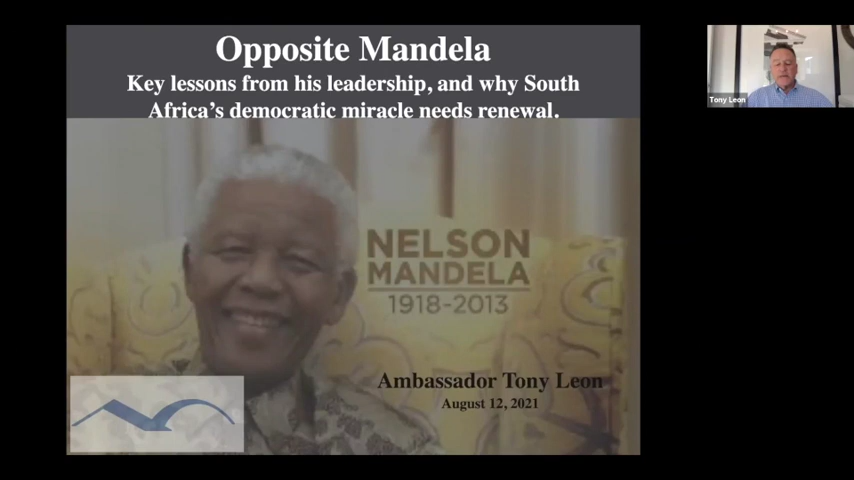 Opposite Mandela
Key lessons from his leadership, and why South
Africa's democratic miracle needs renewal.
NELSON
MANDELA
1918-2013
Ambassador Tony Leon
August 12, 2021
Tony Leon